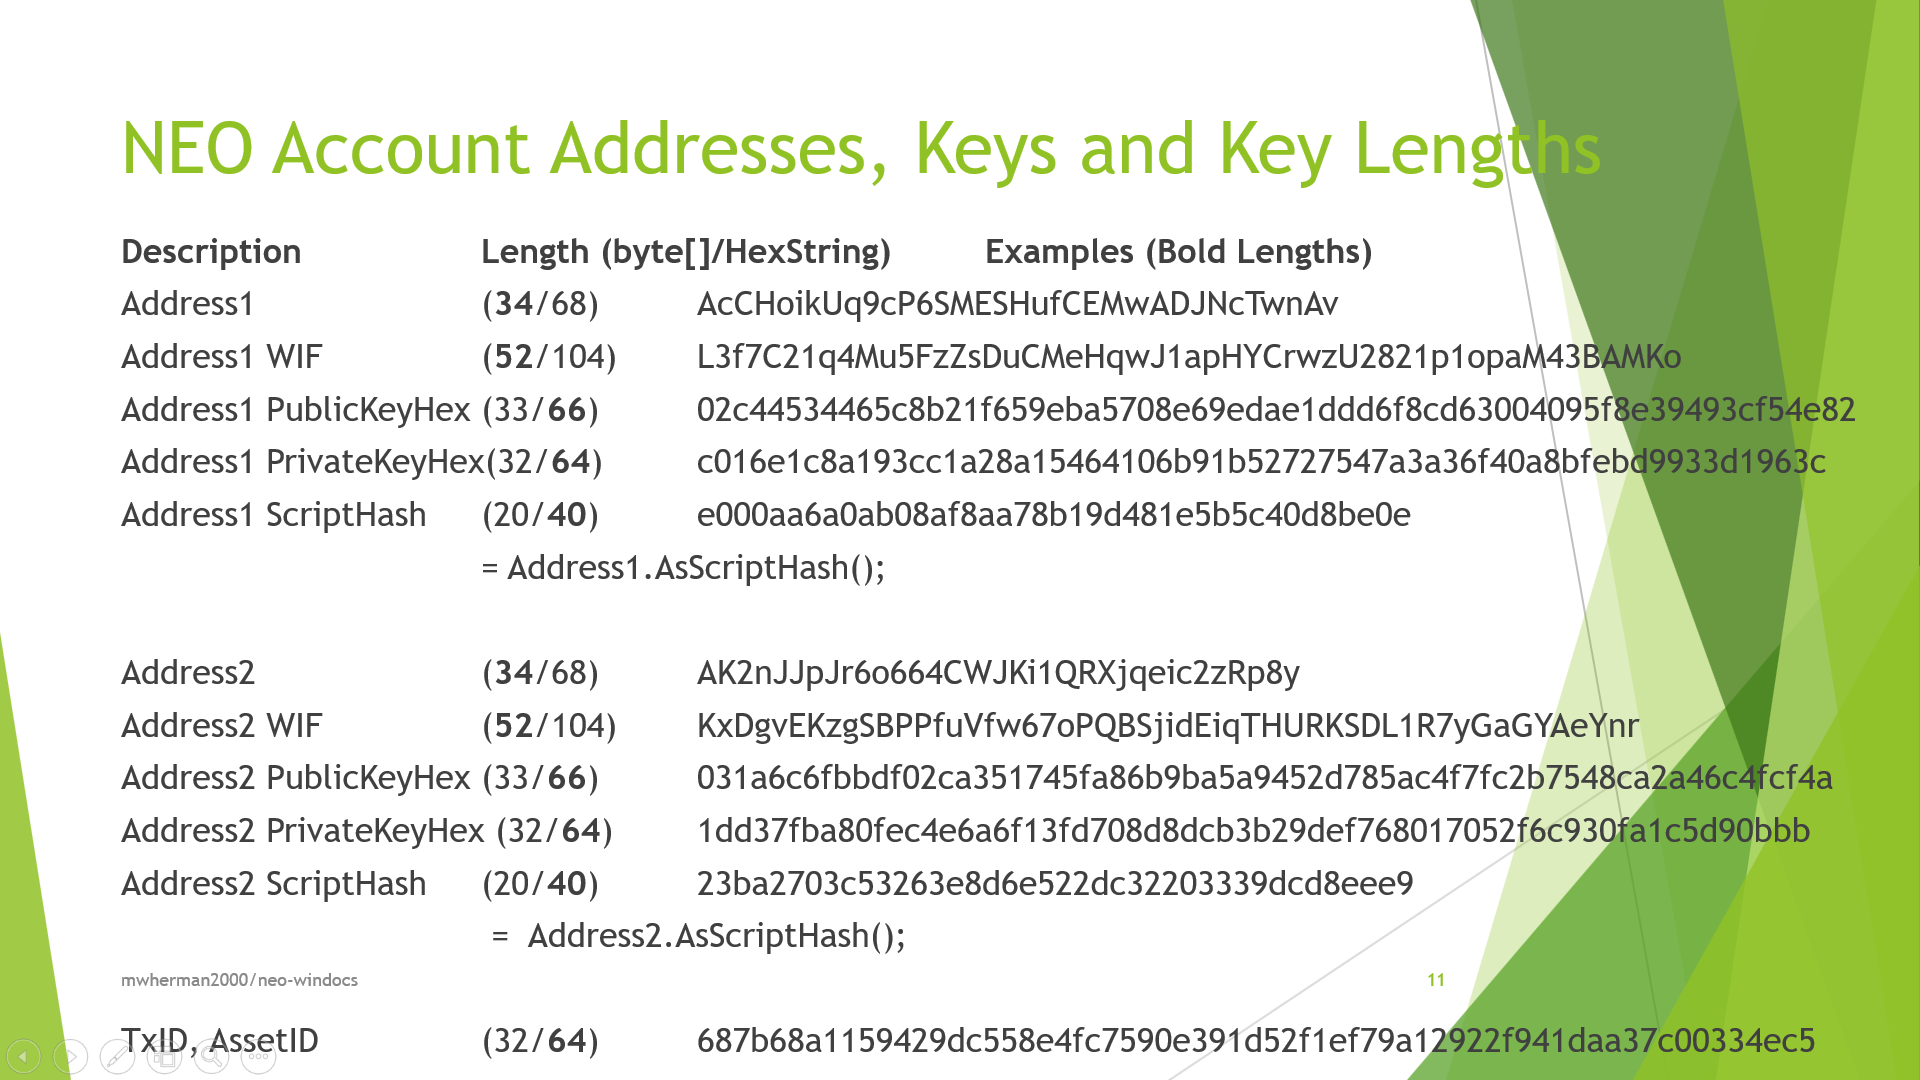 NEO Account Addresses, Keys and Key Lengths
Description Length (byte[]/HexString) Examples (Bold Lengths)
Address1 (34/68) AcCHoikUq9cP6SMESHufCEMwADJNcTwnAv
Address1 WIF (52/104) L3f7C21q4Mu5FzZsDuCMeHqwJ1apHYCrwzU2821p1opaM43BAMKo
Address1 PublicKeyHex (33/66) 02c44534465c8b21f659eba5708e69edae1ddd6f8cd63004095f8e39493cf54e82
Address1 PrivateKeyHex(32/64) c016e1c8a193cc1a28a15464106b91b52727547a3a36f40a8bfebd9933d1963c
Address1 ScriptHash (20/40) e000aa6a0ab08af8aa78b19d481e5b5c40d8be0e
= Address1.AsScriptHash();
Address2 (34/68) AK2nJJpJr6o664CWJKi1QRXjqeic2zRp8y
Address2 WIF (52/104) KxDgvEKzgSBPPfuVfw67oPQBSjidEiqTHURKSDL1R7yGaGYAeYnr
Address2 PublicKeyHex (33/66) 031a6c6fbbdf02ca351745fa86b9ba5a9452d785ac4f7fc2b7548ca2a46c4fcf4a
Address2 PrivateKeyHex (32/64) 1dd37fba80fec4e6a6f13fd708d8dcb3b29def768017052f6c930fa1c5d90bbb
Address2 ScriptHash (20/40) 23ba2703c53263e8d6e522dc32203339dcd8eee9
= Address2.AsScriptHash();
mwherman2000/neo-windocs 11
TxID, AssetID (32/64) 687b68a1159429dc558e4fc7590e391d52f1ef79a12922f941daa37c00334ec5